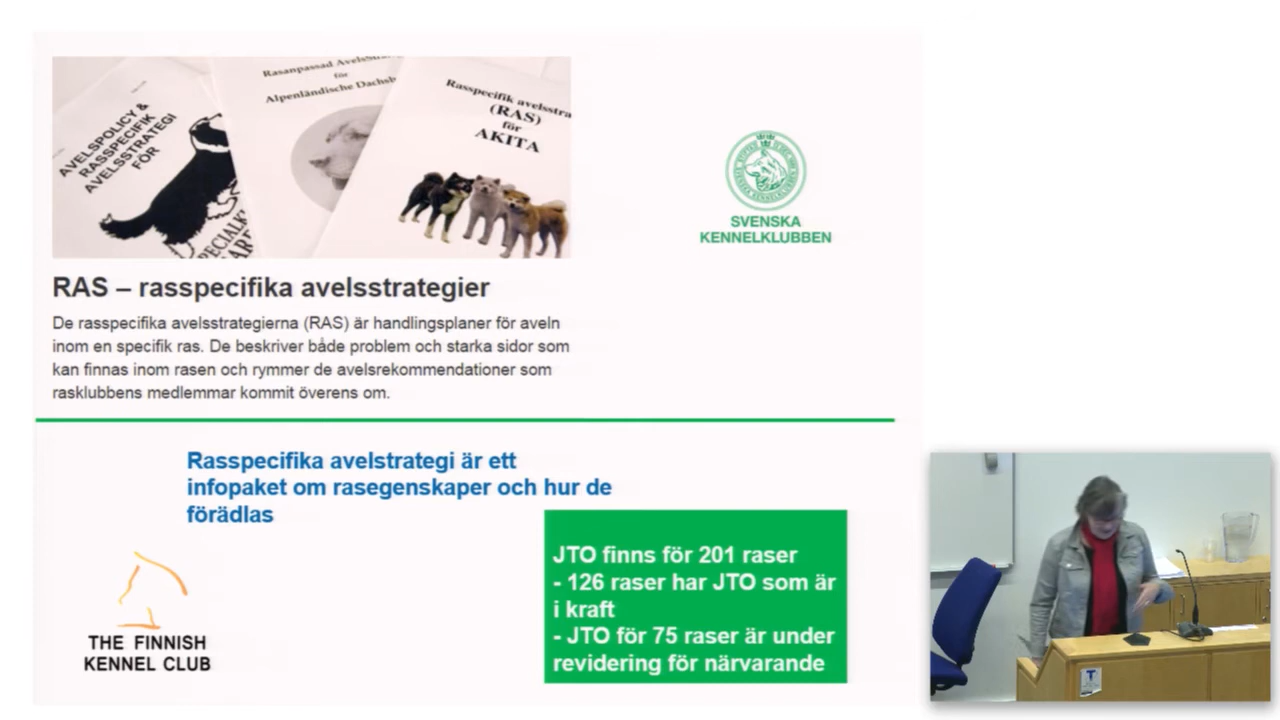 AVELSPOLICY &
RASSPECIFIK
AVELSSTRATEGI
FÖR
Rasanpassad
för
Alpenländische
Rasspecifik
(RAS)
för
AKITA
SVENSKA
KENNELKLUBBEN
RAS – rasspecifika avelsstrategier
De rasspecifika avelsstrategierna (RAS) är handlingsplaner för aveln
inom en specifik ras. De beskriver både problem och starka sidor som
kan finnas inom rasen och rymmer de avelsrekommendationer som
rasklubbens medlemmar kommit överens om.
Rasspecifika avelstrategi är ett
infopaket om rasegenskaper och hur de
förädlas
JTO finns för 201 raser
- 126 raser har JTO som är
i kraft
- JTO för 75 raser är under
revidering för närvarande
THE FINNISH
KENNEL CLUB